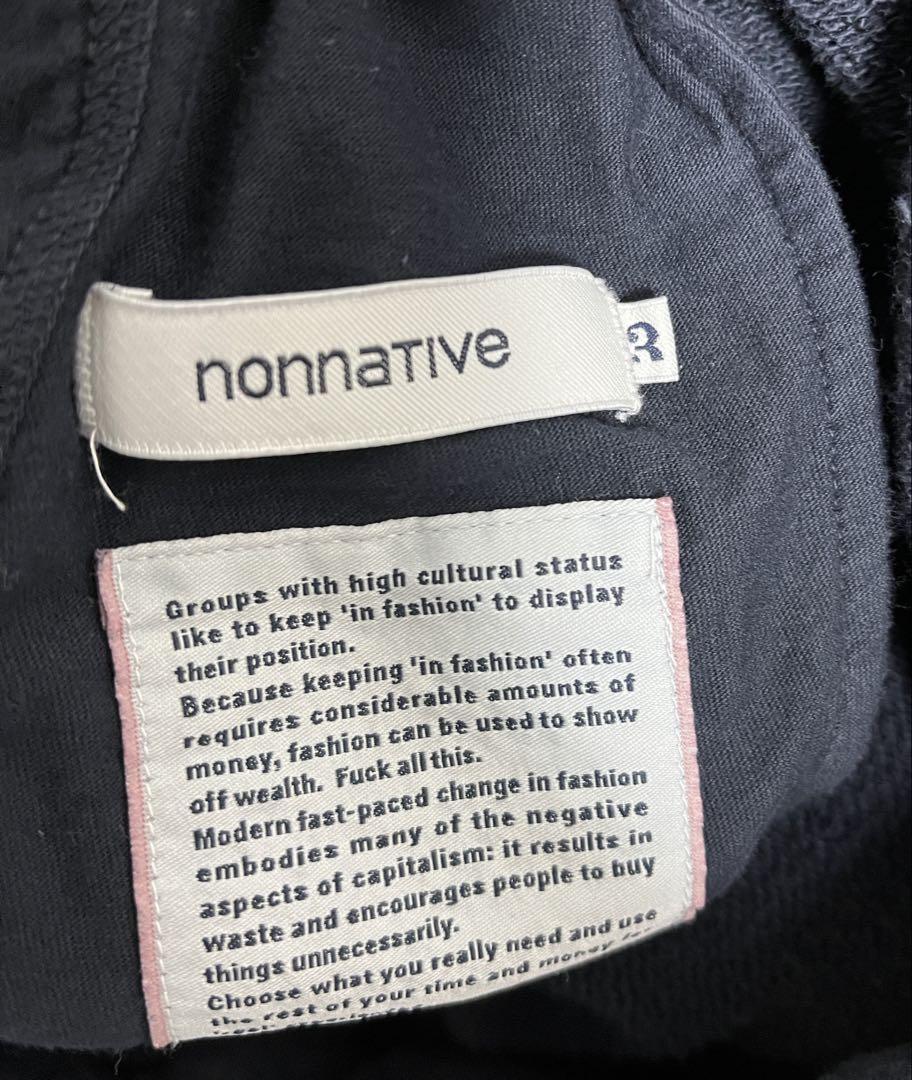 nonnaTIVe
3
Groups with high cultural status
like to keep 'in fashion' to display
their position.
Because keeping 'in fashion' often
requires considerable amounts of
money, fashion can be used to show
off wealth. Fuck all this.
Modern fast-paced change in fashion
embodies many of the negative
aspects of capitalism: it results in
waste and encourages people to buy
things unnecessarily.
Choose what you really need and use
the rest of your time and money